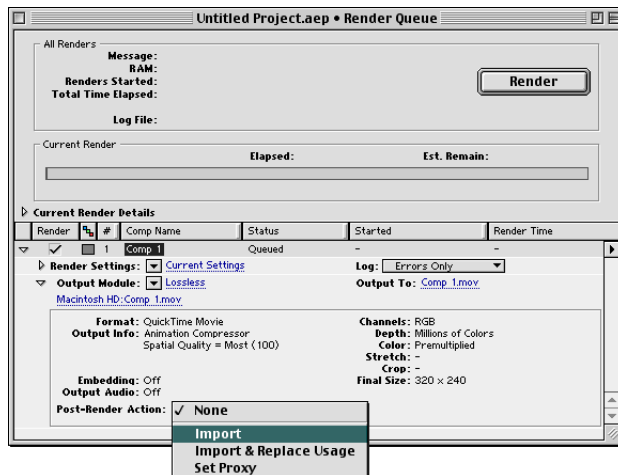 Untitled Project.aep • Render Queue
All Renders
Message:
RAM:
Renders Started:
Total Time Elapsed:
Log File:
Render
Current Render
Elapsed: Est. Remain:
Current Render Details
Render # Comp Name Status Started Render Time
1 Comp 1 Queued - -
Render Settings: Current Settings Log: Errors Only
Output Module: Lossless Output To: Comp 1.mov
Macintosh HD:Comp 1.mov
Format: QuickTime Movie Channels: RGB
Output Info: Animation Compressor Depth: Millions of Colors
Spatial Quality = Most (100) Color: Premultiplied
Stretch: -
Crop: -
Embedding: Off Final Size: 320 x 240
Output Audio: Off
Post-Render Action: ✓ None
Import
Import & Replace Usage
Set Proxy